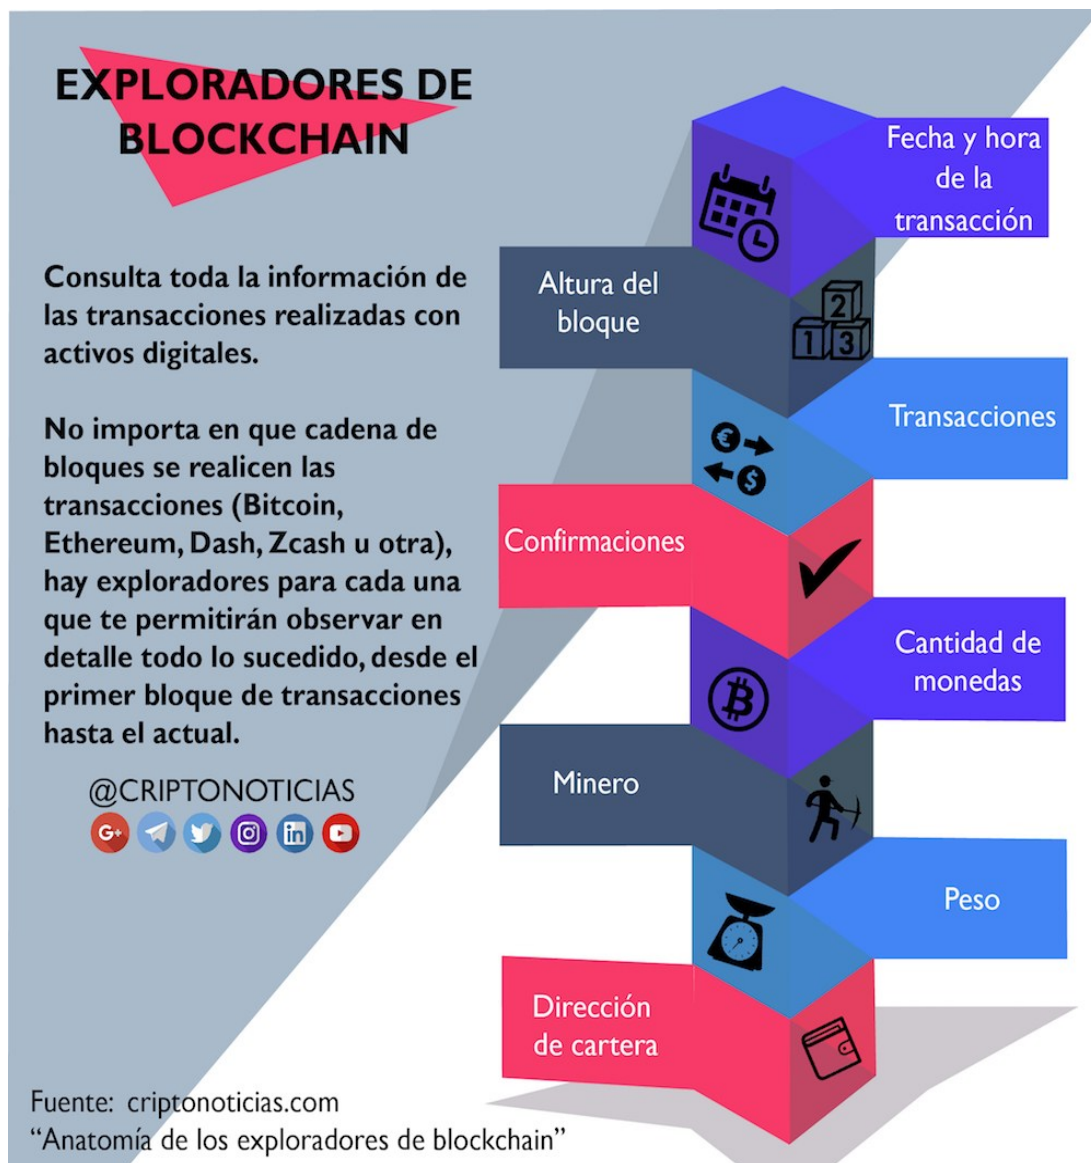 EXPLORADORES DE
BLOCKCHAIN
Consulta toda la información de
las transacciones realizadas con
activos digitales.
No importa en que cadena de
bloques se realicen las
transacciones (Bitcoin,
Ethereum, Dash, Zcash u otra),
hay exploradores para cada una
que te permitirán observar en
detalle todo lo sucedido, desde el
primer bloque de transacciones
hasta el actual.
@CRIPTONOTICIAS
G+
in
Fecha y hora
de la
transacción
Altura del
bloque
2
1 3
Transacciones
€
$
Confirmaciones
Cantidad de
monedas
₿
Minero
Peso
Dirección
de cartera
Fuente: criptonoticias.com
“Anatomía de los exploradores de blockchain”